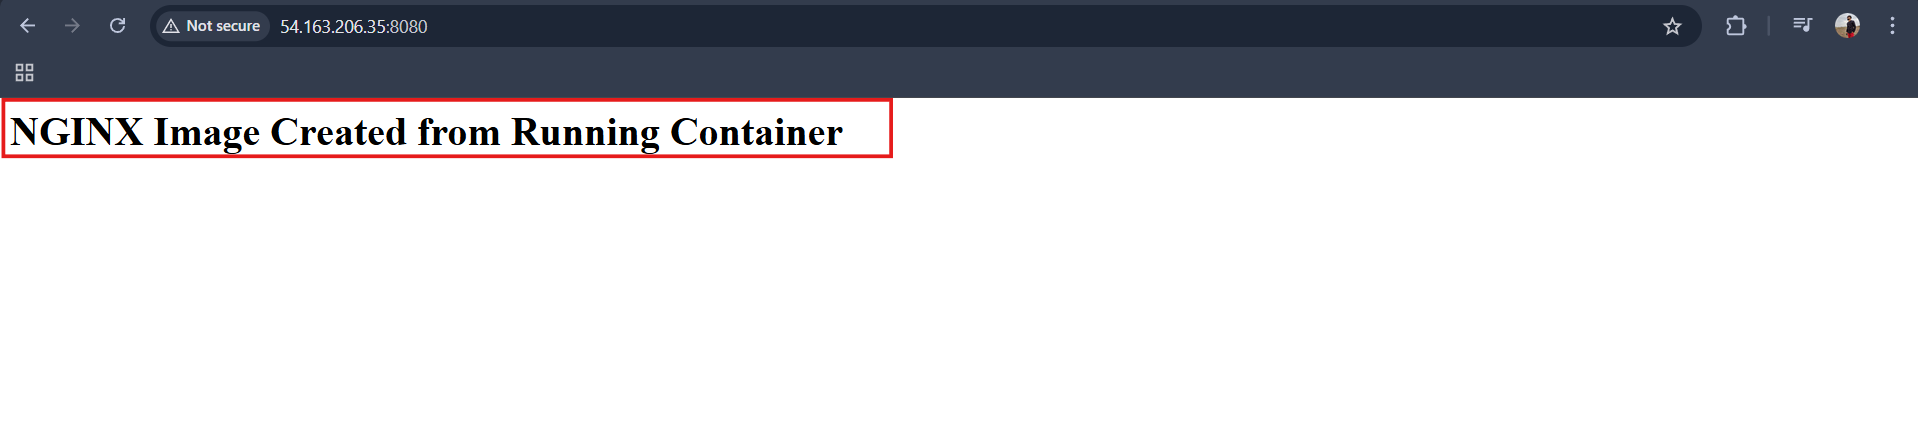 Not secure 54.163.206.35:8080
NGINX Image Created from Running Container